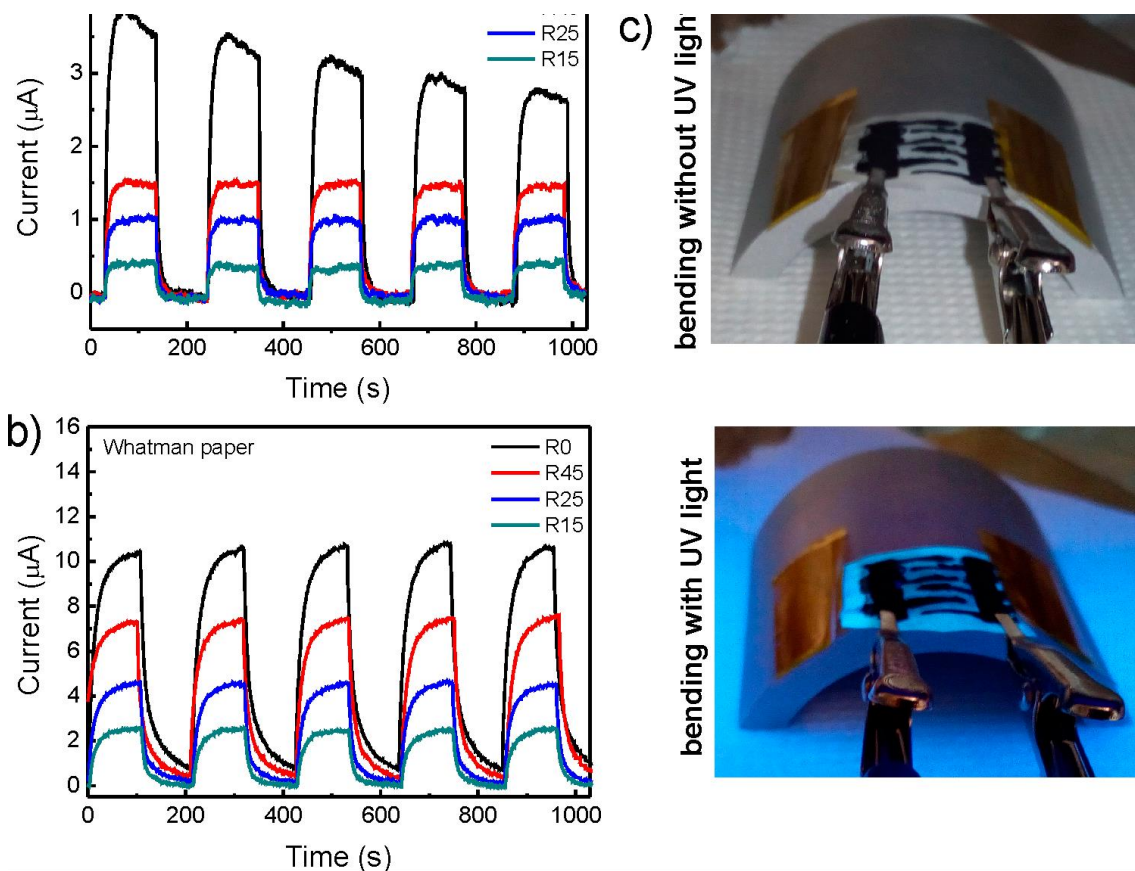 R25
R15
3
2
1
0
Current (µA)
0 200 400 600 800 1000
Time (s)
b)
Whatman paper
R0
R45
R25
R15
16
14
12
10
8
6
4
2
0
Current (µA)
0 200 400 600 800 1000
Time (s)
c)
bending without UV light
bending with UV light